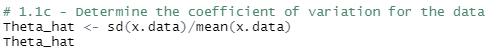 # 1.1c - Determine the coefficient of variation for the data
Theta_hat <- sd(x.data)/mean(x.data)
Theta_hat